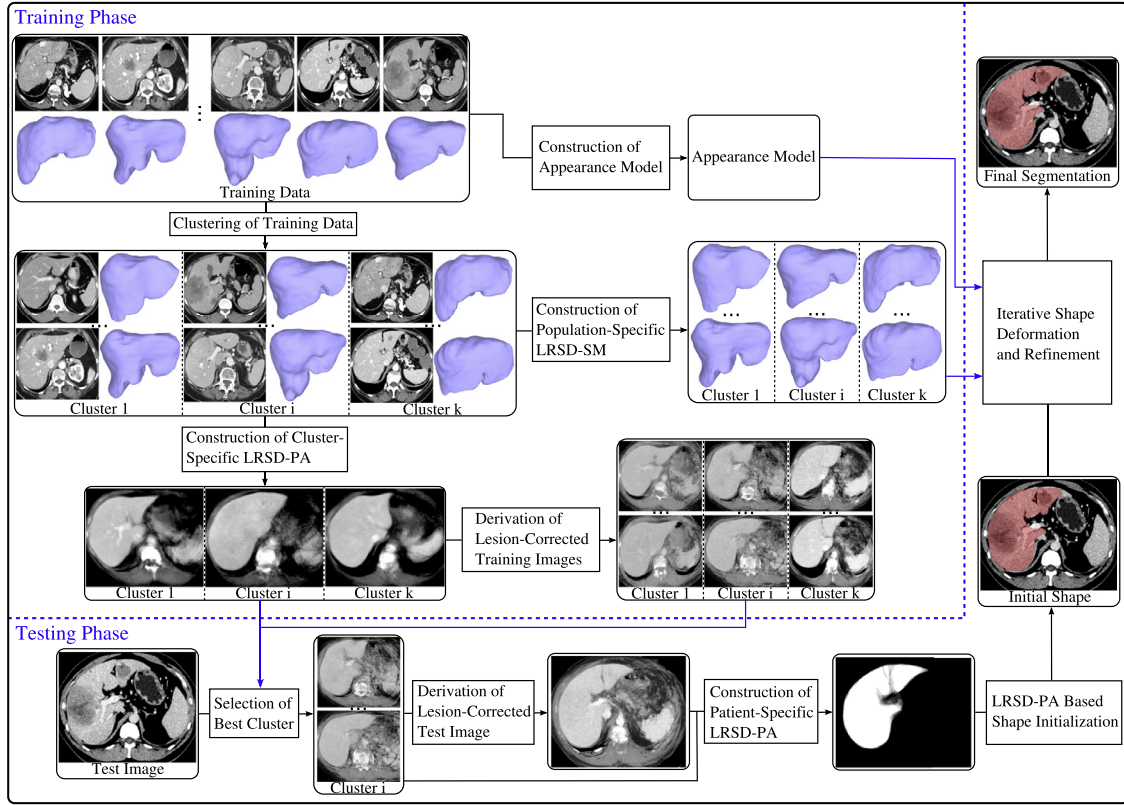 Training Phase
Training Data
Construction of
Appearance Model
Appearance Model
Clustering of Training Data
Cluster 1
Cluster i
Cluster k
Construction of
Population-Specific
LRSD-SM
Cluster 1
Cluster i
Cluster k
Construction of Cluster-
Specific LRSD-PA
Cluster 1
Cluster i
Cluster k
Derivation of
Lesion-Corrected
Training Images
Cluster 1
Cluster i
Cluster k
Final Segmentation
Iterative Shape
Deformation
and Refinement
Initial Shape
Testing Phase
Test Image
Selection of
Best Cluster
Cluster i
Derivation of
Lesion-Corrected
Test Image
Construction of
Patient-Specific
LRSD-PA
LRSD-PA Based
Shape Initialization